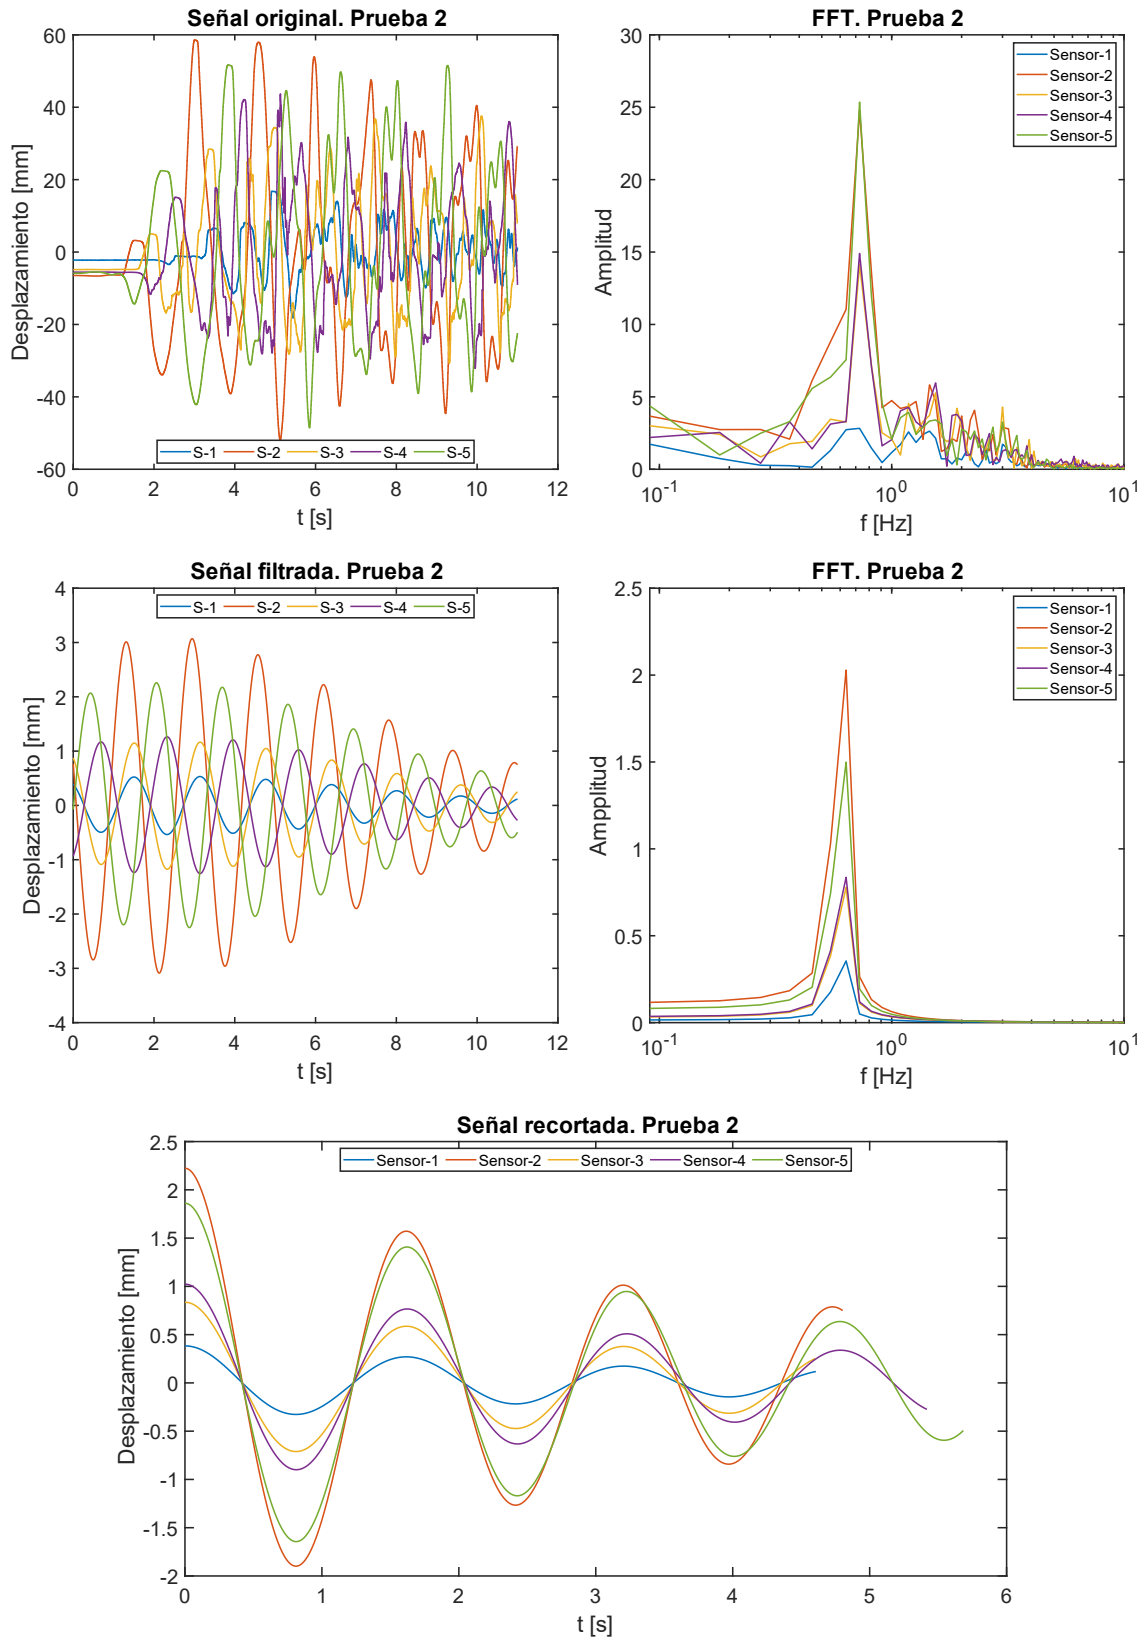 Señal original. Prueba 2
Desplazamiento [mm]
60
40
20
0
-20
-40
-60
S-1 S-2 S-3 S-4 S-5
0 2 4 6 8 10 12
t [s]
FFT. Prueba 2
Amplitud
30
25
20
15
10
5
0
Sensor-1
Sensor-2
Sensor-3
Sensor-4
Sensor-5
10^-1 10^0 10^1
f [Hz]
Señal filtrada. Prueba 2
Desplazamiento [mm]
4
3
2
1
0
-1
-2
-3
-4
S-1 S-2 S-3 S-4 S-5
0 2 4 6 8 10 12
t [s]
FFT. Prueba 2
Ampplitud
2.5
2
1.5
1
0.5
0
Sensor-1
Sensor-2
Sensor-3
Sensor-4
Sensor-5
10^-1 10^0 10^1
f [Hz]
Señal recortada. Prueba 2
Desplazamiento [mm]
2.5
2
1.5
1
0.5
0
-0.5
-1
-1.5
-2
Sensor-1 Sensor-2 Sensor-3 Sensor-4 Sensor-5
0 1 2 3 4 5 6
t [s]